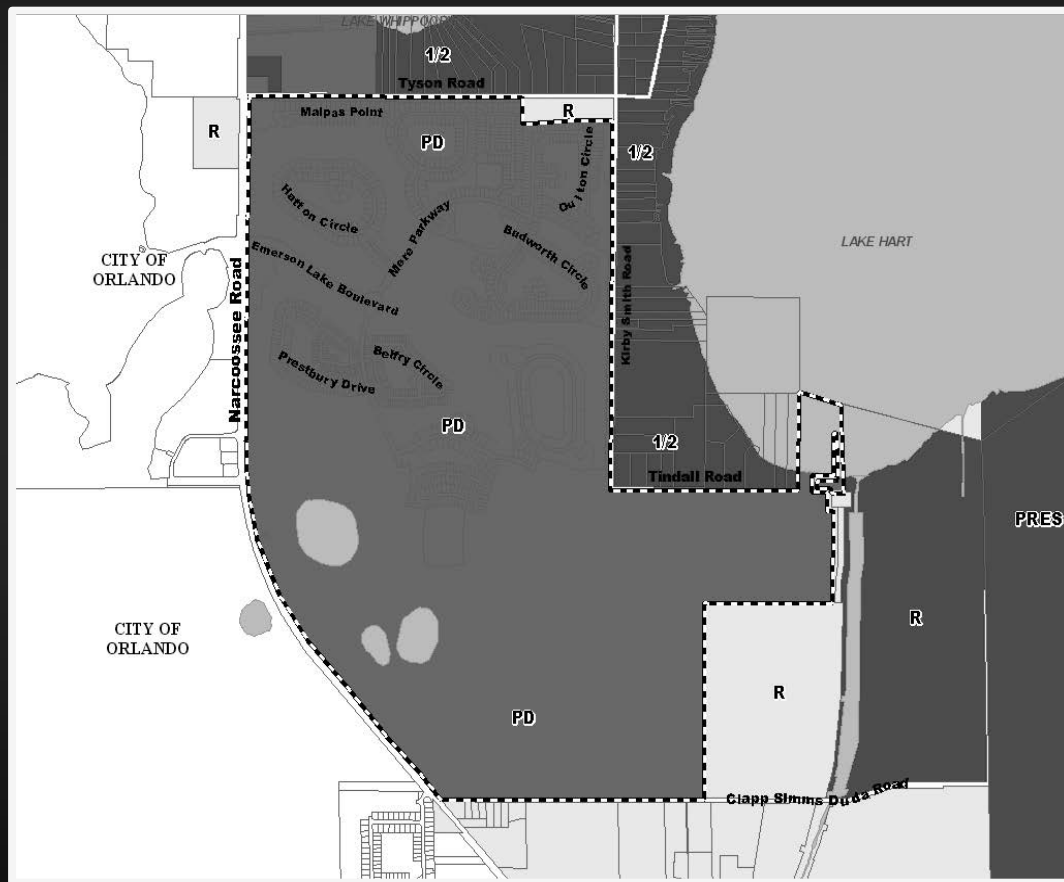 LAKE WHIPPOORWILL
1/2
Tyson Road
R
Malpas Point
R
PD
1/2
Oulton Circle
Hatton Circle
Mere Parkway
Budworth Circle
LAKE HART
CITY OF
ORLANDO
Emerson Lake Boulevard
Narcoossee Road
Kirby Smith Road
Belfry Circle
Prestbury Drive
PD
1/2
Tindall Road
PRES
CITY OF
ORLANDO
R
R
PD
Clapp Simms Duda Road